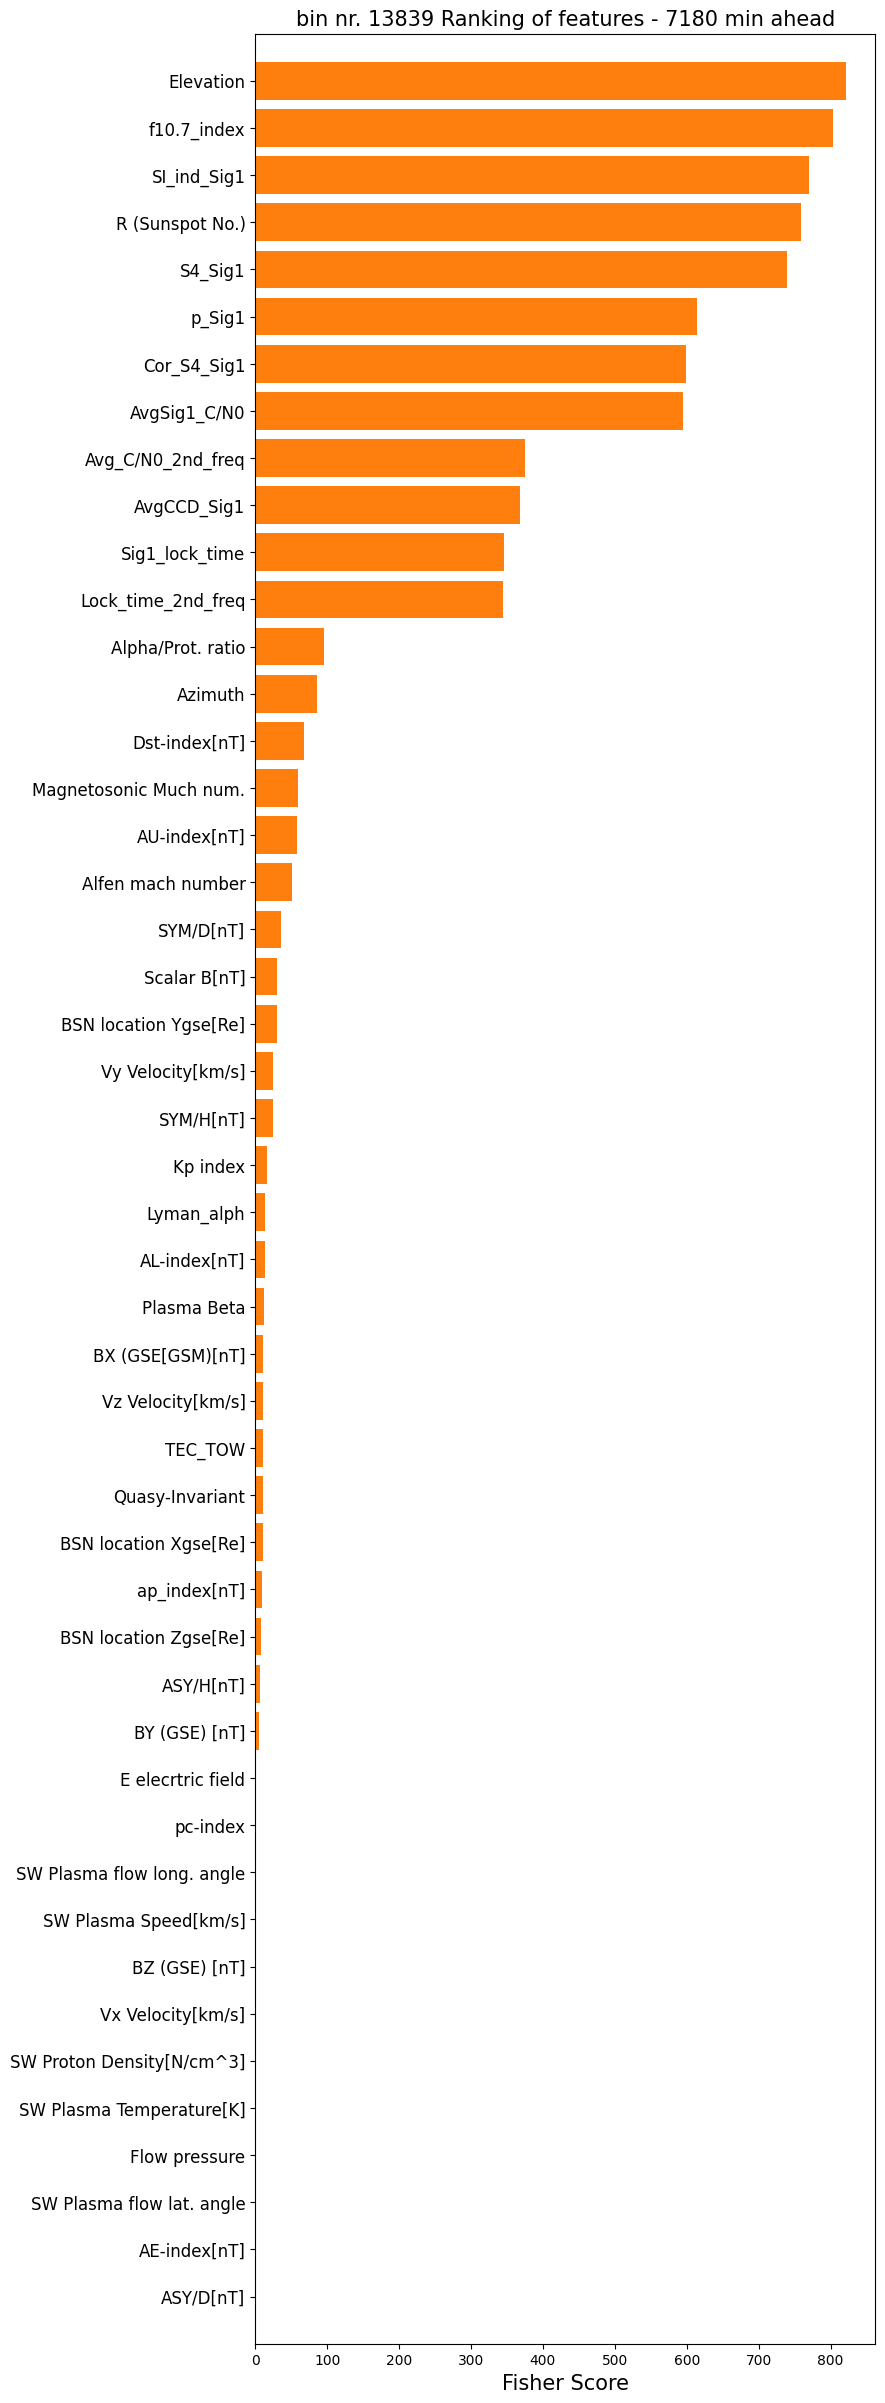 bin nr. 13839 Ranking of features - 7180 min ahead
Elevation
f10.7_index
SI_ind_Sig1
R (Sunspot No.)
S4_Sig1
p_Sig1
Cor_S4_Sig1
AvgSig1_C/N0
Avg_C/N0_2nd_freq
AvgCCD_Sig1
Sig1_lock_time
Lock_time_2nd_freq
Alpha/Prot. ratio
Azimuth
Dst-index[nT]
Magnetosonic Much num.
AU-index[nT]
Alfen mach number
SYM/D[nT]
Scalar B[nT]
BSN location Ygse[Re]
Vy Velocity[km/s]
SYM/H[nT]
Kp index
Lyman_alph
AL-index[nT]
Plasma Beta
BX (GSE[GSM)[nT]
Vz Velocity[km/s]
TEC_TOW
Quasy-Invariant
BSN location Xgse[Re]
ap_index[nT]
BSN location Zgse[Re]
ASY/H[nT]
BY (GSE) [nT]
E elecrtric field
pc-index
SW Plasma flow long. angle
SW Plasma Speed[km/s]
BZ (GSE) [nT]
Vx Velocity[km/s]
SW Proton Density[N/cm^3]
SW Plasma Temperature[K]
Flow pressure
SW Plasma flow lat. angle
AE-index[nT]
ASY/D[nT]
0 100 200 300 400 500 600 700 800
Fisher Score